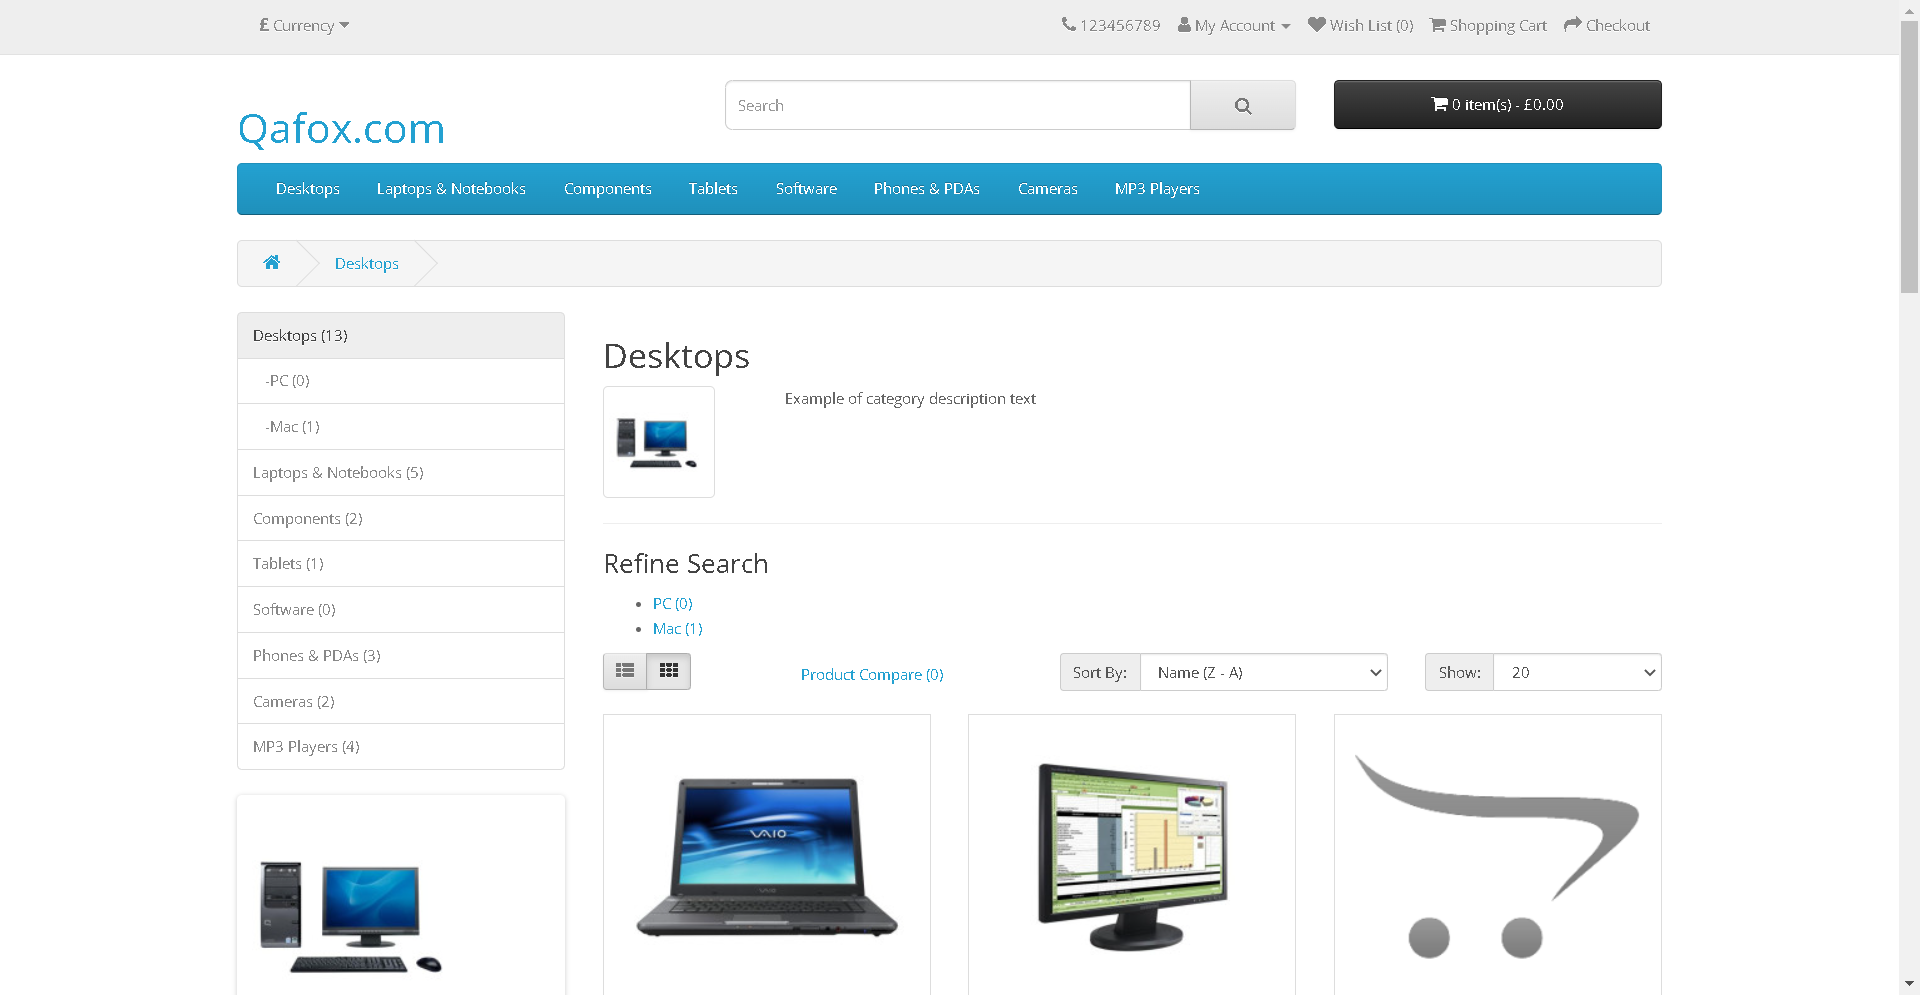 £ Currency
123456789
My Account
Wish List (0)
Shopping Cart
Checkout
Qafox.com
Search
0 item(s) - £0.00
Desktops
Laptops & Notebooks
Components
Tablets
Software
Phones & PDAs
Cameras
MP3 Players
Desktops
Desktops (13)
-PC (0)
-Mac (1)
Laptops & Notebooks (5)
Components (2)
Tablets (1)
Software (0)
Phones & PDAs (3)
Cameras (2)
MP3 Players (4)
Desktops
Example of category description text
Refine Search
PC (0)
Mac (1)
Product Compare (0)
Sort By:
Name (Z - A)
Show:
20
VAIO
VAIO